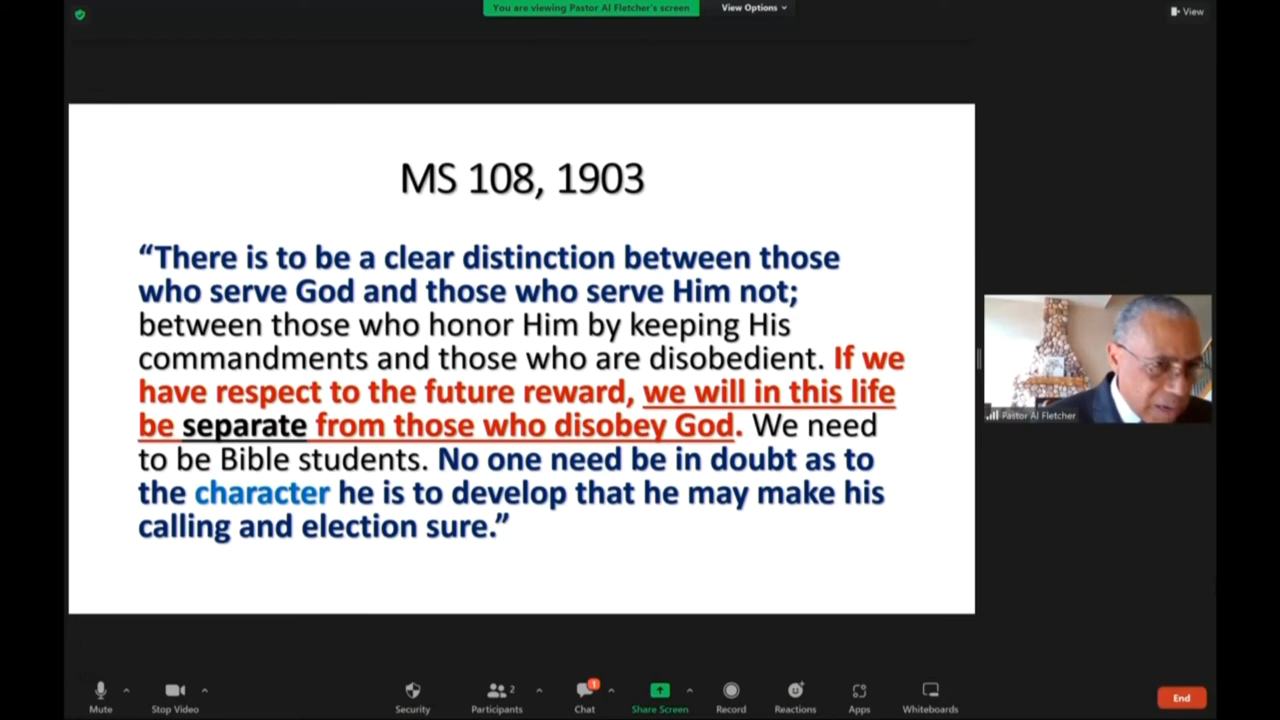 You are viewing Pastor Al Fletcher's screen
View Options
View
MS 108, 1903
“There is to be a clear distinction between those
who serve God and those who serve Him not;
between those who honor Him by keeping His
commandments and those who are disobedient. If we
have respect to the future reward, we will in this life
be separate from those who disobey God. We need
to be Bible students. No one need be in doubt as to
the character he is to develop that he may make his
calling and election sure.”
Pastor Al Fletcher
Mute
Stop Video
Security
2
Participants
1
Chat
Share Screen
Record
Reactions
Apps
Whiteboards
End